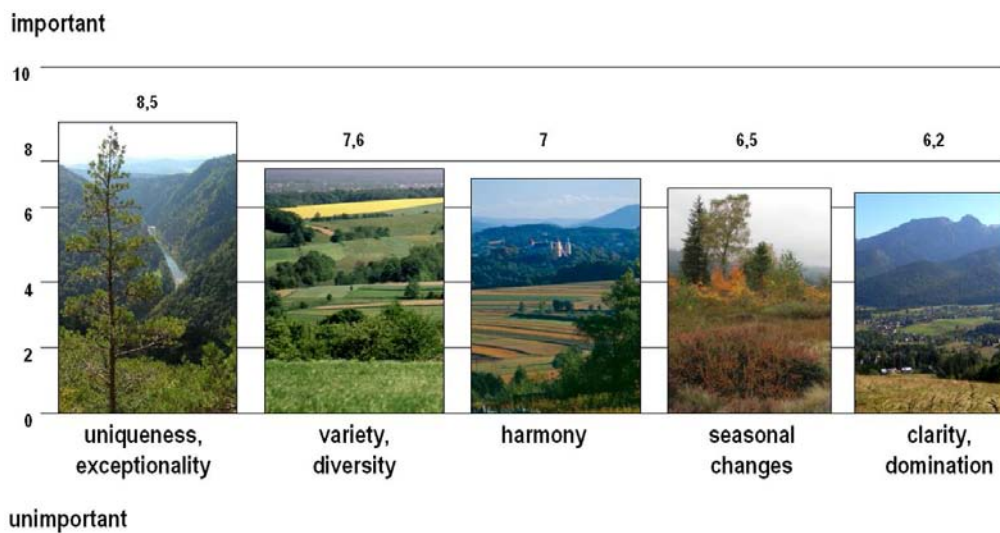 important
10
8,5
8
7,6
7
6,5
6,2
6
4
2
0
uniqueness,
exceptionality
variety,
diversity
harmony
seasonal
changes
clarity,
domination
unimportant